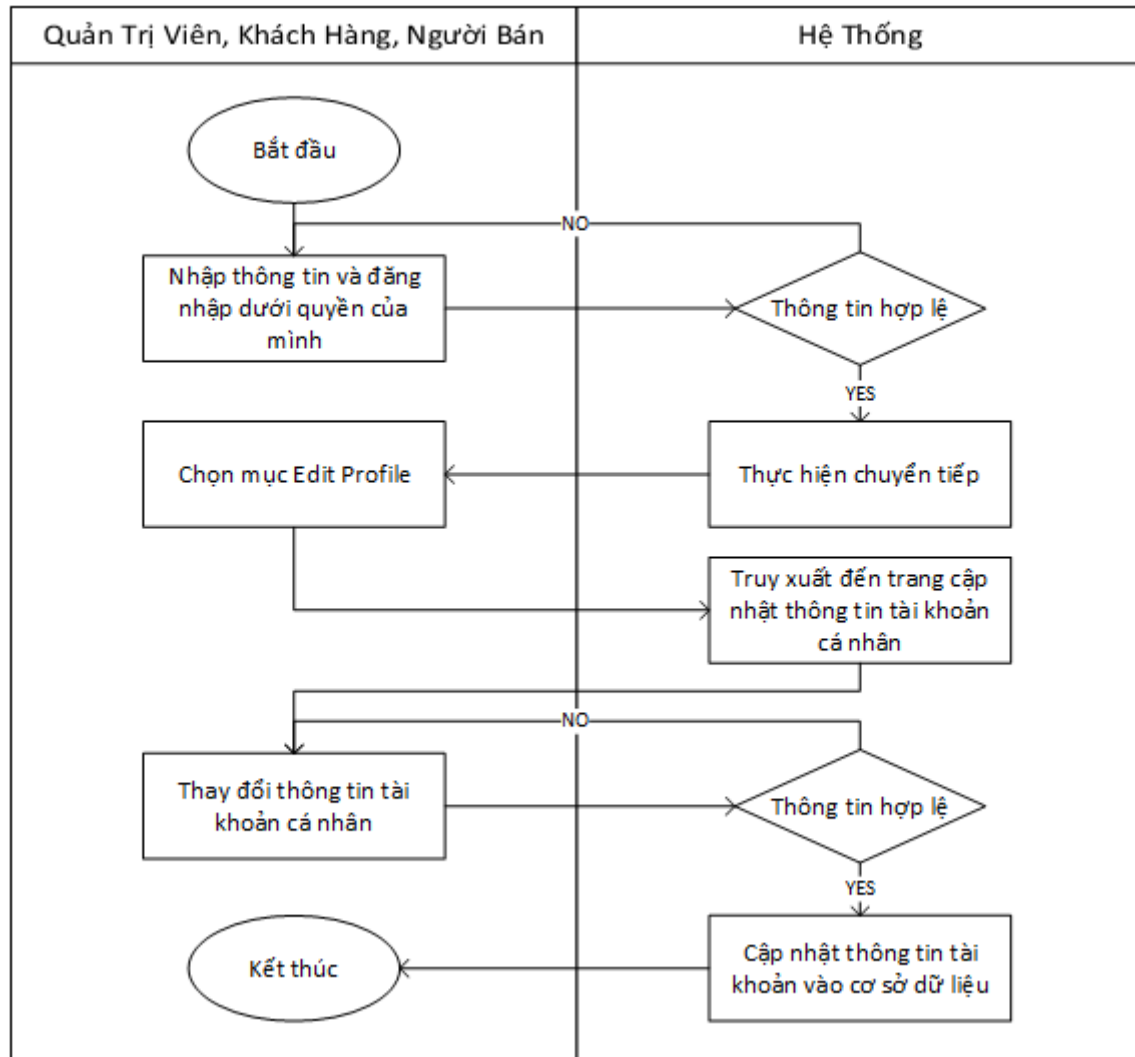 Quản Trị Viên, Khách Hàng, Người Bán
Hệ Thống
Bắt đầu
NO
Nhập thông tin và đăng
nhập dưới quyền của
mình
Thông tin hợp lệ
YES
Chọn mục Edit Profile
Thực hiện chuyển tiếp
Truy xuất đến trang cập
nhật thông tin tài khoản
cá nhân
NO
Thay đổi thông tin tài
khoản cá nhân
Thông tin hợp lệ
YES
Kết thúc
Cập nhật thông tin tài
khoản vào cơ sở dữ liệu